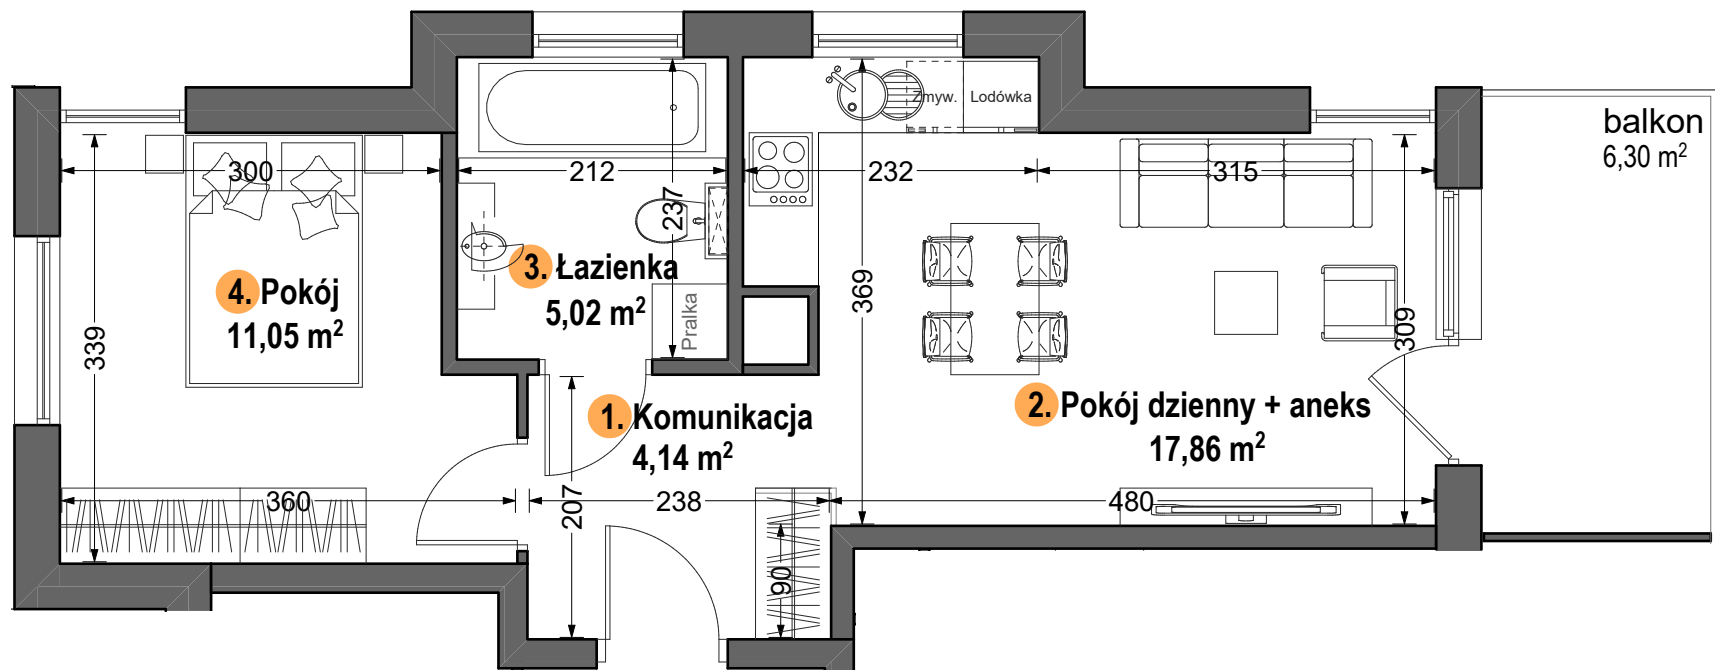 balkon
6,30 m²
Zmyw.
Lodówka
300
212
237
232
315
3. Łazienka
5,02 m²
4. Pokój
11,05 m²
339
369
309
Pralka
1. Komunikacja
4,14 m²
2. Pokój dzienny + aneks
17,86 m²
360
207
238
480
90